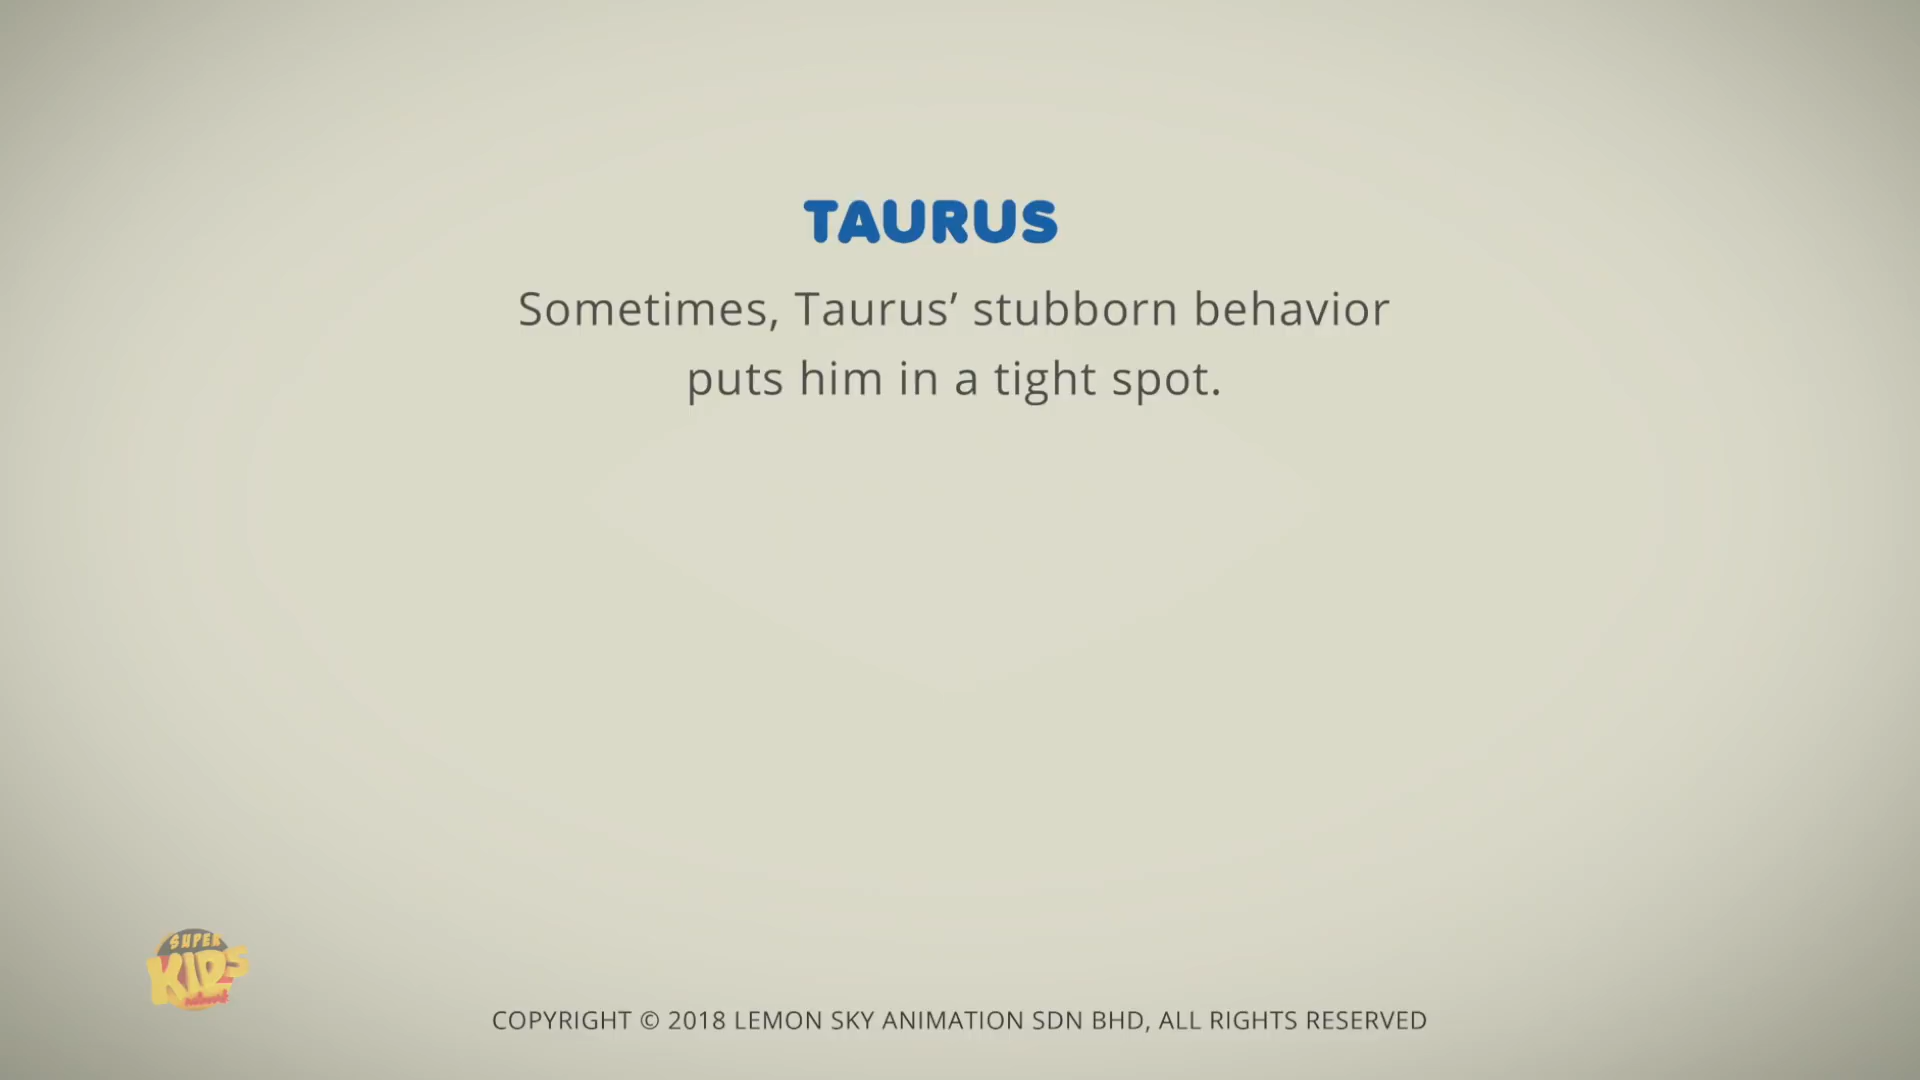 TAURUS
Sometimes, Taurus’ stubborn behavior
puts him in a tight spot.
SUPER
KIDS
network
COPYRIGHT © 2018 LEMON SKY ANIMATION SDN BHD, ALL RIGHTS RESERVED